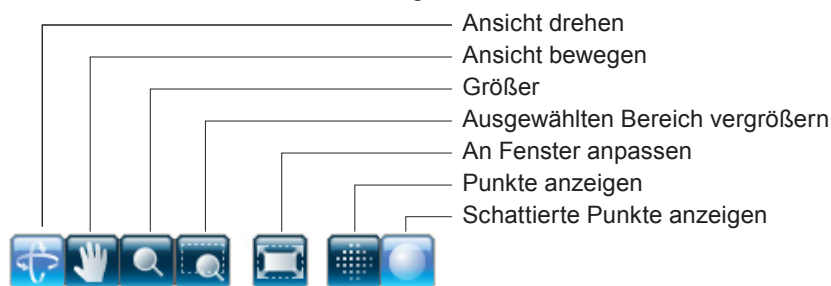 Ansicht drehen
Ansicht bewegen
Größer
Ausgewählten Bereich vergrößern
An Fenster anpassen
Punkte anzeigen
Schattierte Punkte anzeigen